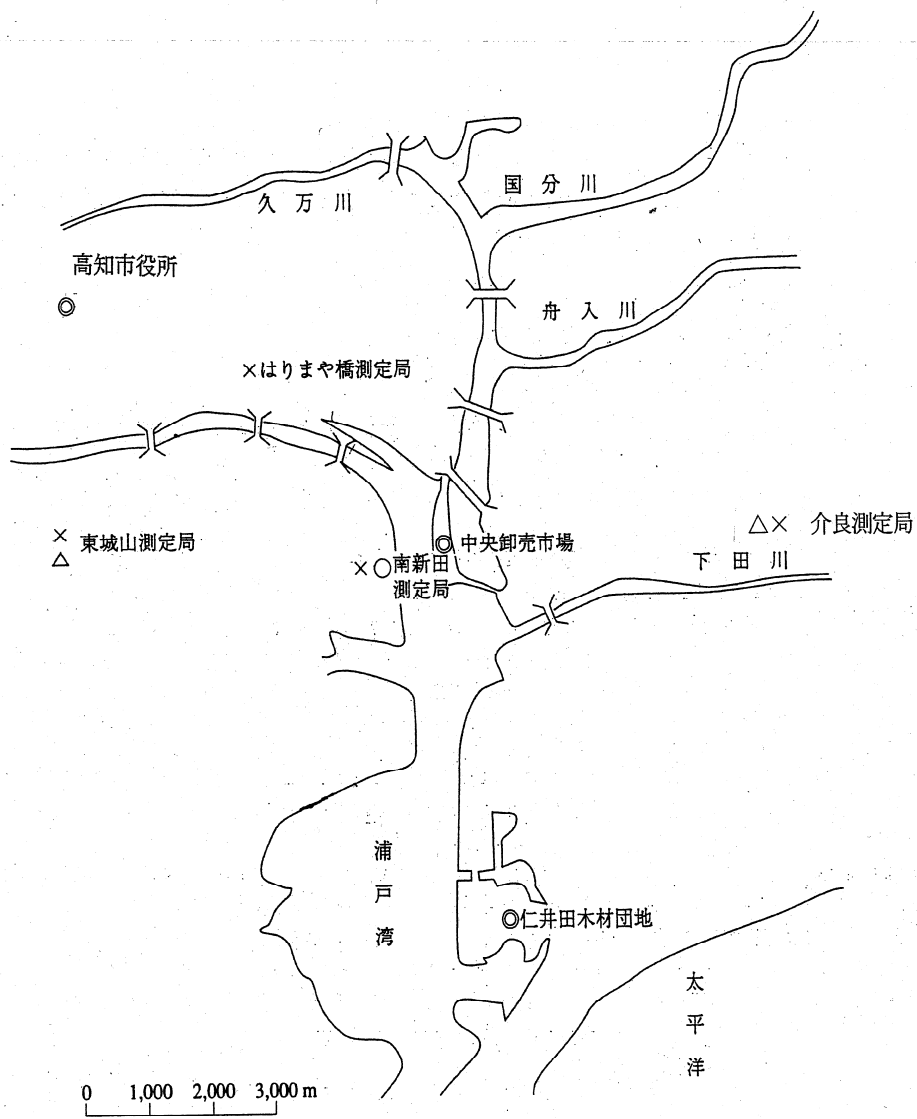 久万川
国分川
高知市役所
◎
舟入川
×はりまや橋測定局
×
△
東城山測定局
△× 介良測定局
◎中央卸売市場
×○南新田
測定局
下田川
浦戸湾
◎仁井田木材団地
太平洋
0 1,000 2,000 3,000 m